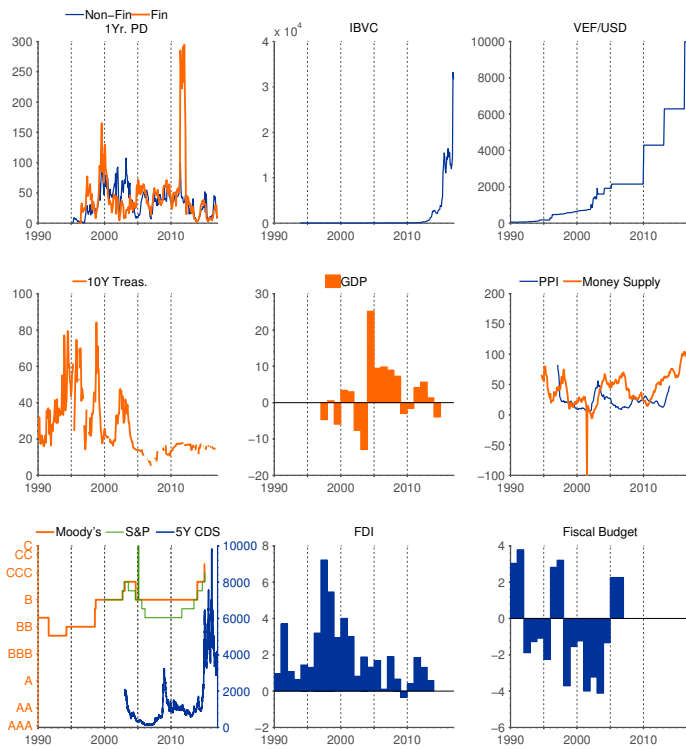 Non−Fin Fin
1Yr. PD
300
250
200
150
100
50
0
1990 2000 2010
IBVC
4 x 10^4
3
2
1
0
1990 2000 2010
VEF/USD
10000
8000
6000
4000
2000
0
1990 2000 2010
10Y Treas.
100
80
60
40
20
0
1990 2000 2010
GDP
30
20
10
0
−10
−20
1990 2000 2010
PPI Money Supply
200
150
100
50
0
−50
−100
1990 2000 2010
Moody's S&P 5Y CDS
C
CC
CCC
B
BB
BBB
A
AA
AAA
10000
8000
6000
4000
2000
0
1990 2000 2010
FDI
8
6
4
2
0
−2
1990 2000 2010
Fiscal Budget
4
2
0
−2
−4
−6
1990 2000 2010